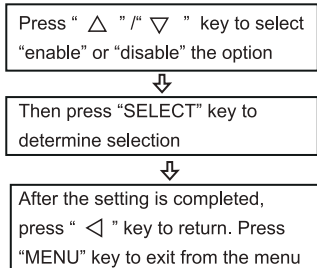 Press “ △ ”/“ ▽ ” key to select
“enable” or “disable” the option
Then press “SELECT” key to
determine selection
After the setting is completed,
press “ ◁ ” key to return. Press
“MENU” key to exit from the menu